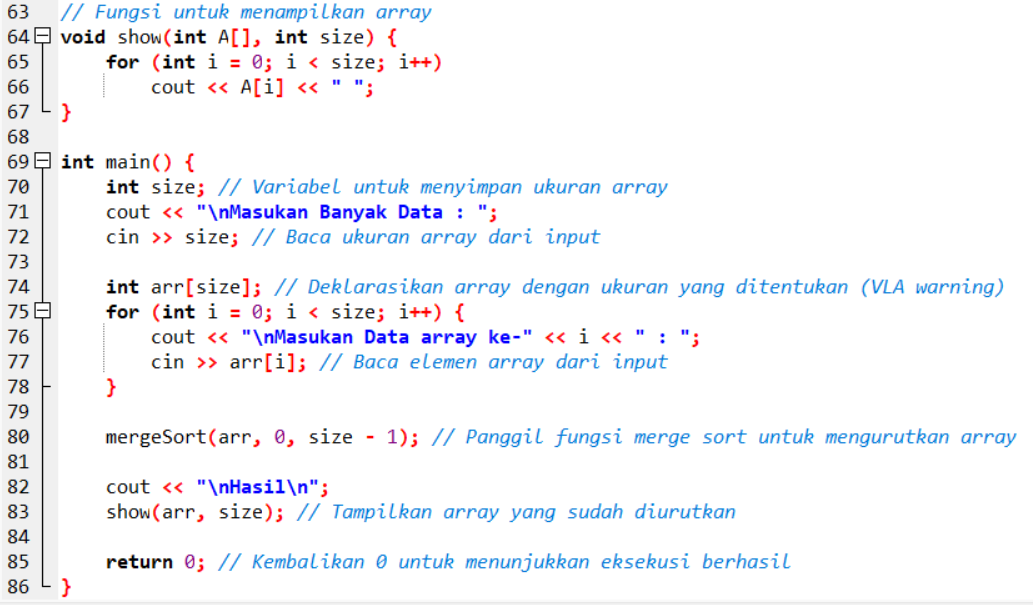 63 // Fungsi untuk menampilkan array
64 void show(int A[], int size) {
65 for (int i = 0; i < size; i++)
66 cout << A[i] << " ";
67 }
68
69 int main() {
70 int size; // Variabel untuk menyimpan ukuran array
71 cout << "\nMasukan Banyak Data : ";
72 cin >> size; // Baca ukuran array dari input
73
74 int arr[size]; // Deklarasikan array dengan ukuran yang ditentukan (VLA warning)
75 for (int i = 0; i < size; i++) {
76 cout << "\nMasukan Data array ke-" << i << " : ";
77 cin >> arr[i]; // Baca elemen array dari input
78 }
79
80 mergeSort(arr, 0, size - 1); // Panggil fungsi merge sort untuk mengurutkan array
81
82 cout << "\nHasil\n";
83 show(arr, size); // Tampilkan array yang sudah diurutkan
84
85 return 0; // Kembalikan 0 untuk menunjukkan eksekusi berhasil
86 }